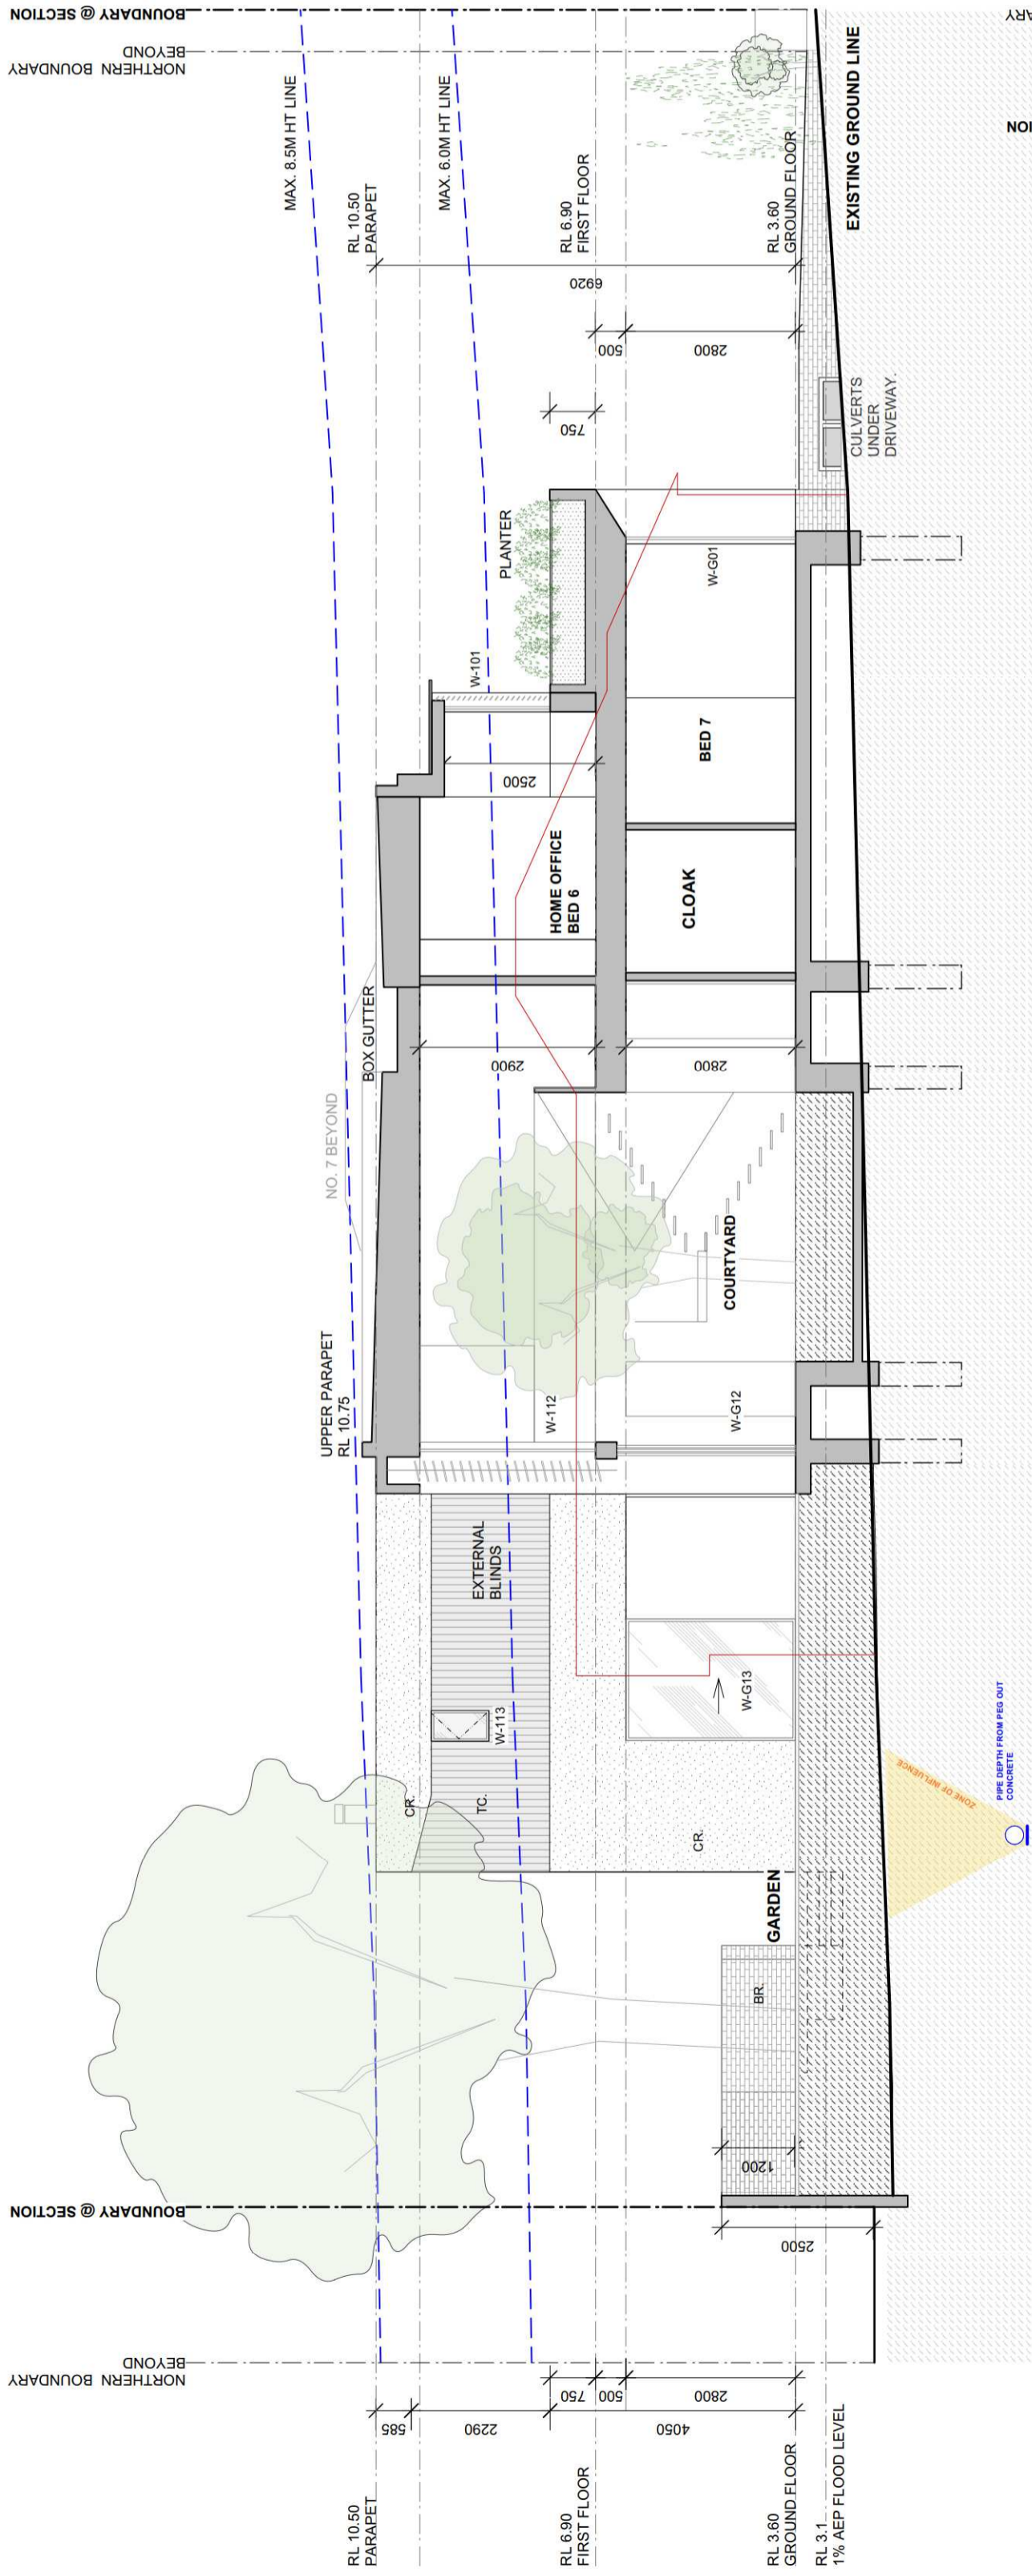 BOUNDARY @ SECTION
NORTHERN BOUNDARY
BEYOND
MAX. 8.5M HT LINE
MAX. 6.0M HT LINE
RL 10.50
PARAPET
RL 6.90
FIRST FLOOR
RL 3.60
GROUND FLOOR
EXISTING GROUND LINE
6920
500
2800
750
CULVERTS
UNDER
DRIVEWAY.
PLANTER
W-G01
W-101
2500
BED 7
HOME OFFICE
BED 6
CLOAK
BOX GUTTER
2900
2800
NO. 7 BEYOND
COURTYARD
UPPER PARAPET
RL 10.75
W-112
W-G12
EXTERNAL
BLINDS
W-113
W-G13
CR.
TC.
CR.
ZONE OF INFLUENCE
PIPE DEPTH FROM PEG OUT
CONCRETE
GARDEN
BR.
1200
BOUNDARY @ SECTION
2500
NORTHERN BOUNDARY
BEYOND
585
2290
750
500
2800
4050
RL 10.50
PARAPET
RL 6.90
FIRST FLOOR
RL 3.60
GROUND FLOOR
RL 3.1
1% AEP FLOOD LEVEL
ARY
ION